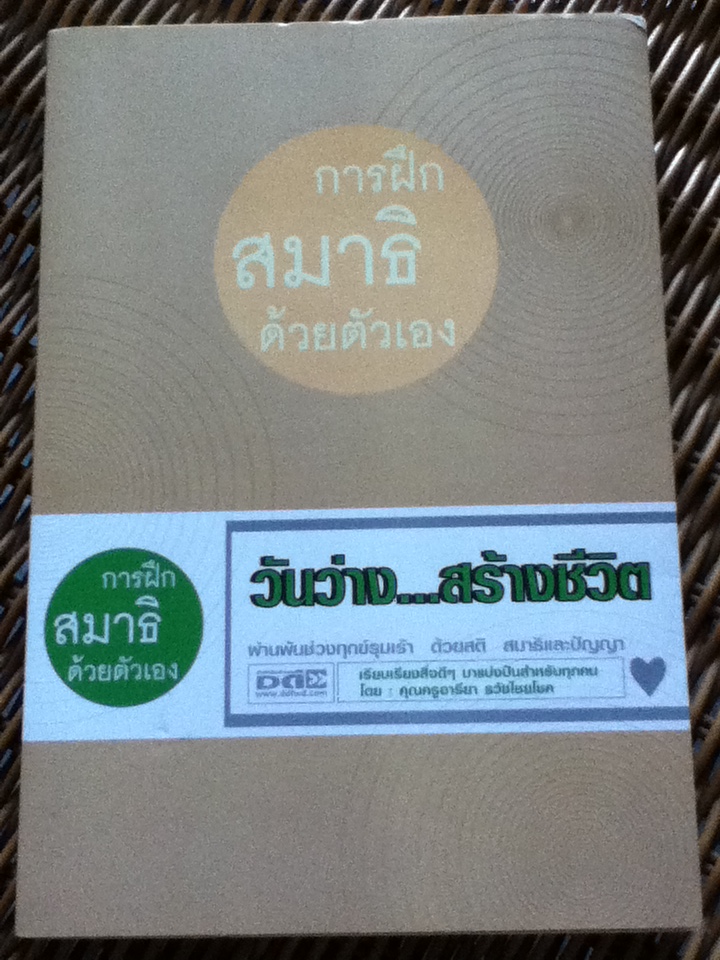 การฝึก
สมาธิ
ด้วยตัวเอง
การฝึก
สมาธิ
ด้วยตัวเอง
วันว่าง....สร้างชีวิต
ผ่านพ้นช่วงทุกข์รุมเร้า ด้วยสติ สมาธิและปัญญา
www.ddfwd.com
เรียบเรียงสิ่งดีๆ มาแบ่งปันสำหรับทุกคน
โดย : คุณครูอารียา ธวัชไชยโชค